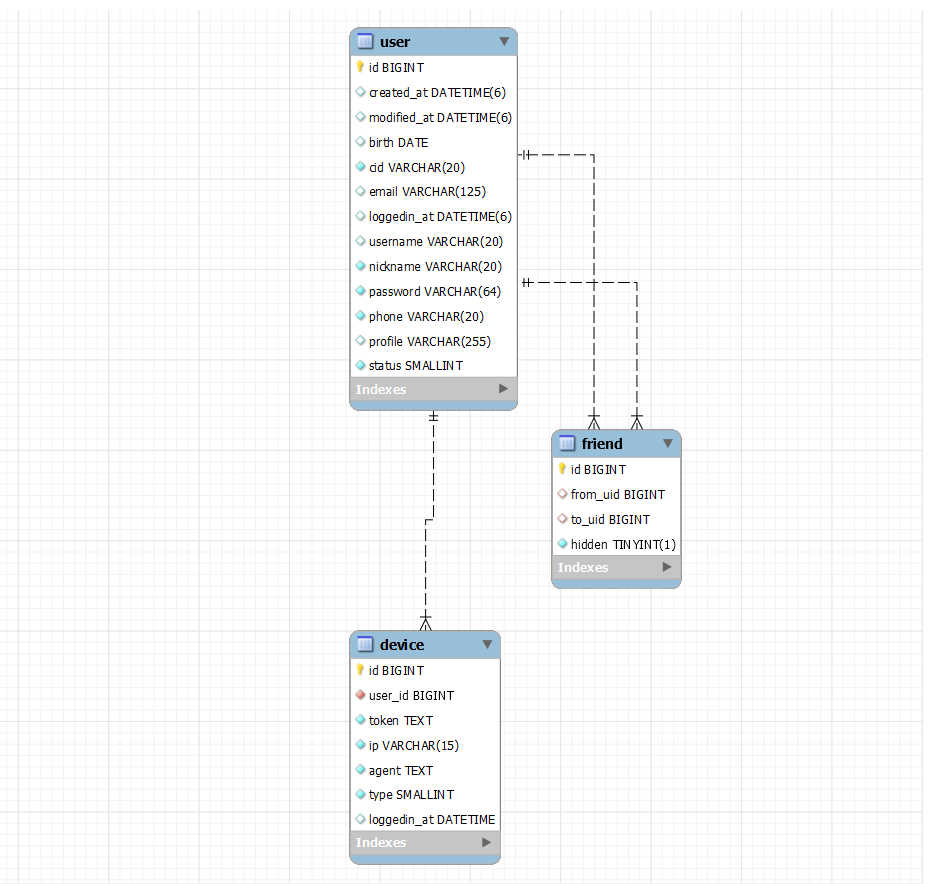 user
id BIGINT
created_at DATETIME(6)
modified_at DATETIME(6)
birth DATE
cid VARCHAR(20)
email VARCHAR(125)
loggedin_at DATETIME(6)
username VARCHAR(20)
nickname VARCHAR(20)
password VARCHAR(64)
phone VARCHAR(20)
profile VARCHAR(255)
status SMALLINT
Indexes
friend
id BIGINT
from_uid BIGINT
to_uid BIGINT
hidden TINYINT(1)
Indexes
device
id BIGINT
user_id BIGINT
token TEXT
ip VARCHAR(15)
agent TEXT
type SMALLINT
loggedin_at DATETIME
Indexes